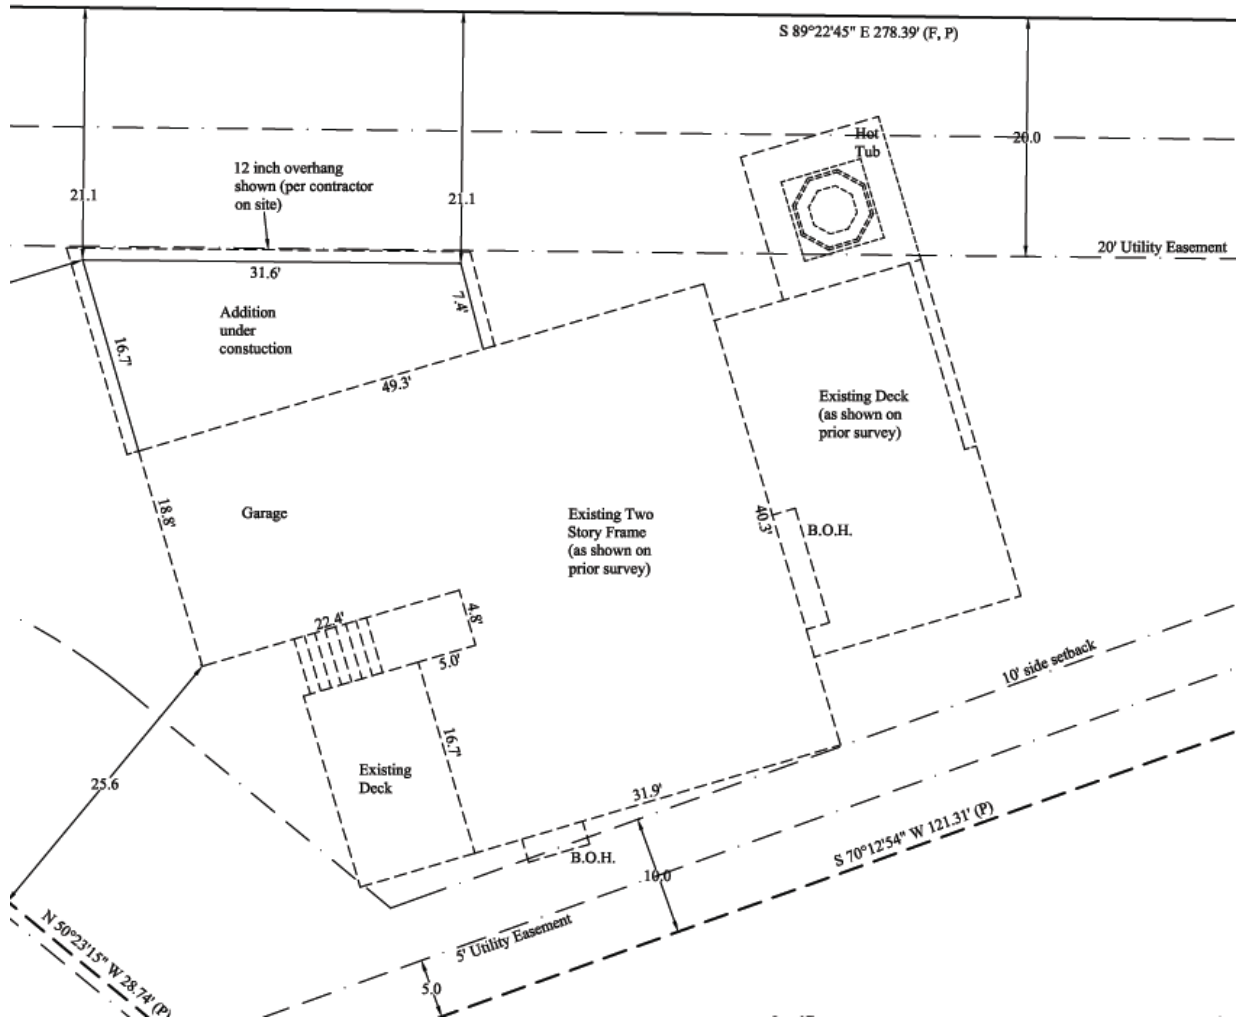 S 89°22'45" E 278.39' (F, P)
Hot
Tub
20.0
12 inch overhang
shown (per contractor
on site)
21.1
21.1
20' Utility Easement
31.6'
7.4'
Addition
under
constuction
16.7'
49.3'
Existing Deck
(as shown on
prior survey)
18.8'
Garage
Existing Two
Story Frame
(as shown on
prior survey)
40.3'
B.O.H.
22.4'
4.8'
5.0'
10' side setback
16.7'
25.6
Existing
Deck
31.9'
S 70°12'54" W 121.31' (P)
B.O.H.
10.0
N 50°23'15" W 28.74' (P)
5' Utility Easement
5.0